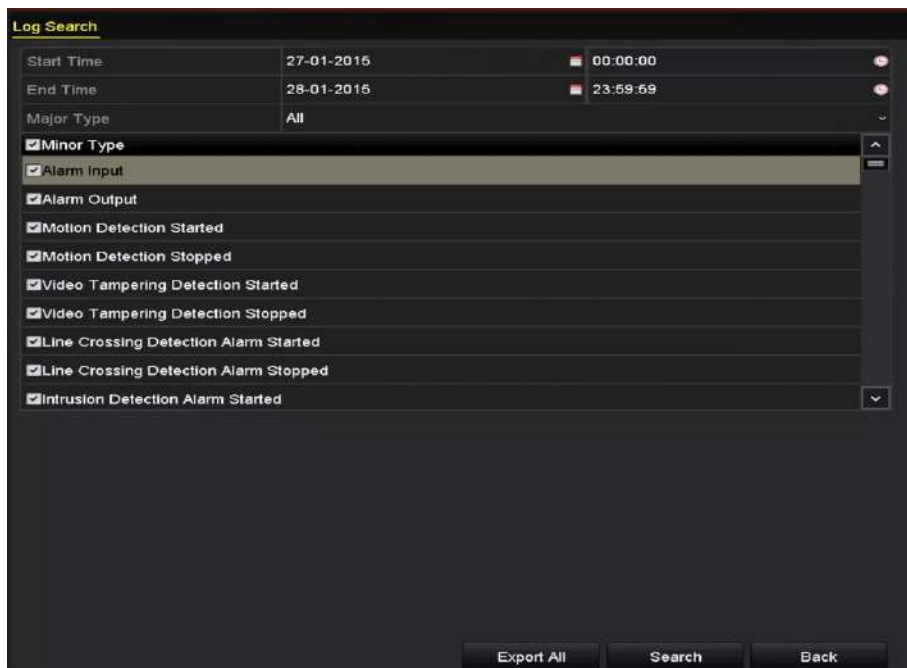 Log Search
Start Time 27-01-2015 00:00:00
End Time 28-01-2015 23:59:59
Major Type All
Minor Type
Alarm Input
Alarm Output
Motion Detection Started
Motion Detection Stopped
Video Tampering Detection Started
Video Tampering Detection Stopped
Line Crossing Detection Alarm Started
Line Crossing Detection Alarm Stopped
Intrusion Detection Alarm Started
Export All Search Back